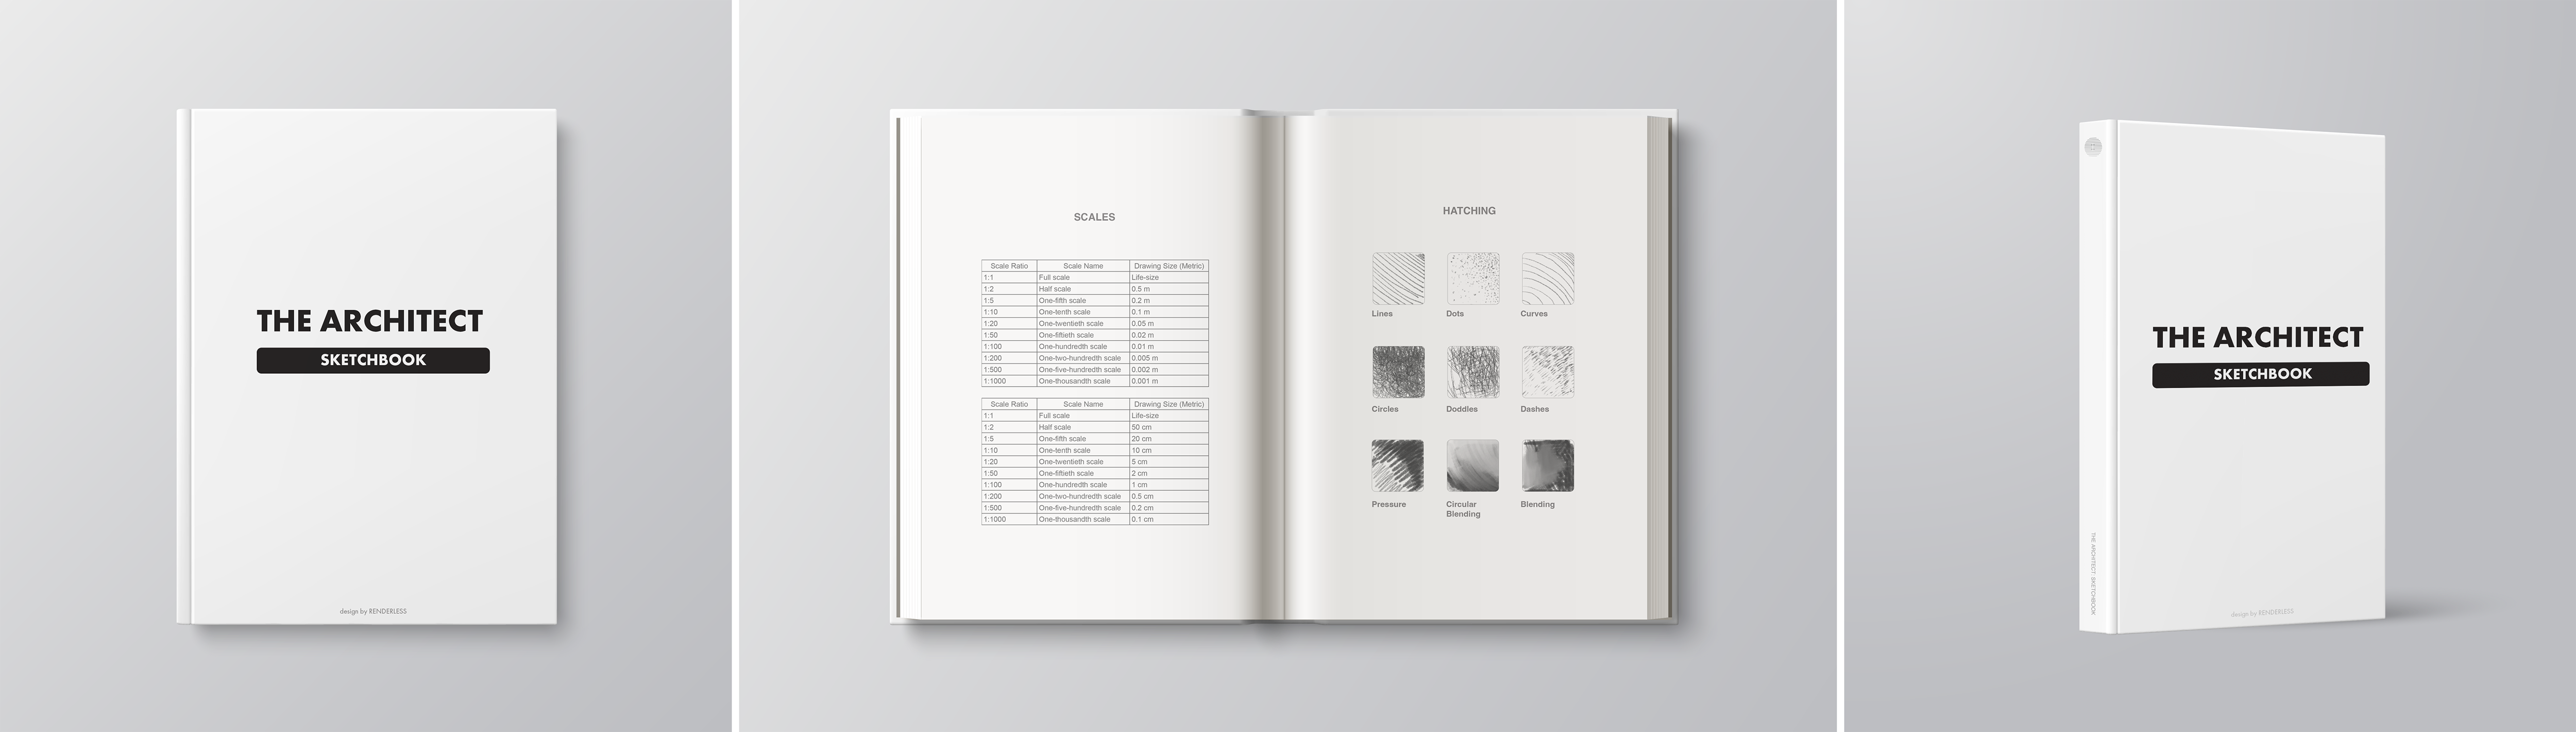 THE ARCHITECT
SKETCHBOOK
design by RENDERLESS
SCALES
Scale Ratio Scale Name Drawing Size (Metric)
1:1 Full scale Life-size
1:2 Half scale 0.5 m
1:5 One-fifth scale 0.2 m
1:10 One-tenth scale 0.1 m
1:20 One-twentieth scale 0.05 m
1:50 One-fiftieth scale 0.02 m
1:100 One-hundredth scale 0.01 m
1:200 One-two-hundredth scale 0.005 m
1:500 One-five-hundredth scale 0.002 m
1:1000 One-thousandth scale 0.001 m
Scale Ratio Scale Name Drawing Size (Metric)
1:1 Full scale Life-size
1:2 Half scale 50 cm
1:5 One-fifth scale 20 cm
1:10 One-tenth scale 10 cm
1:20 One-twentieth scale 5 cm
1:50 One-fiftieth scale 2 cm
1:100 One-hundredth scale 1 cm
1:200 One-two-hundredth scale 0.5 cm
1:500 One-five-hundredth scale 0.2 cm
1:1000 One-thousandth scale 0.1 cm
HATCHING
Lines Dots Curves
Circles Doddles Dashes
Pressure Circular Blending
Blending
THE ARCHITECT: SKETCHBOOK
THE ARCHITECT
SKETCHBOOK
design by RENDERLESS